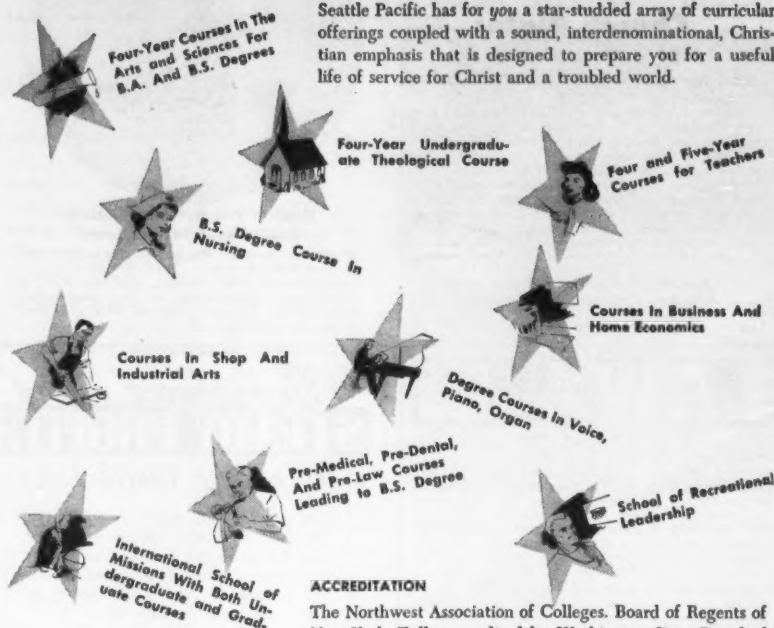 Seattle Pacific has for you a star-studded array of curricular
offerings coupled with a sound, interdenominational, Chris-
tian emphasis that is designed to prepare you for a useful
life of service for Christ and a troubled world.
Four-Year Courses In The
Arts and Sciences For
B.A. And B.S. Degrees
Four-Year Undergradu-
ate Theological Course
Four and Five-Year
Courses for Teachers
B.S. Degree Course In
Nursing
Courses In Business And
Home Economics
Courses In Shop And
Industrial Arts
Degree Courses In Voice,
Piano, Organ
Pre-Medical, Pre-Dental,
And Pre-Law Courses
Leading to B.S. Degree
School of Recreational
Leadership
International School of
Missions With Both Un-
dergraduate and Grad-
uate Courses
ACCREDITATION
The Northwest Association of Colleges. Board of Regents of